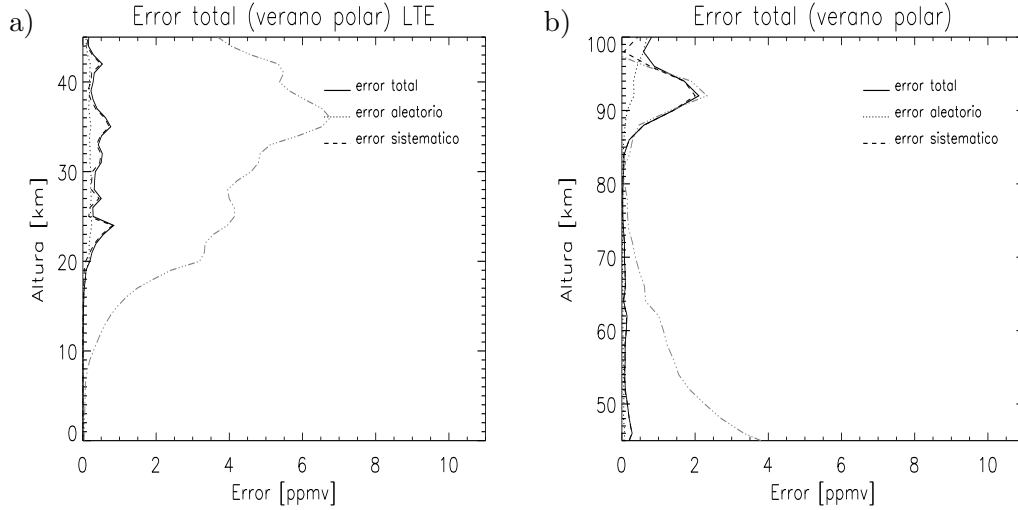 a)
Error total (verano polar) LTE
error total
error aleatorio
error sistematico
Altura [km]
40
30
20
10
0
0 2 4 6 8 10
Error [ppmv]
b)
Error total (verano polar)
error total
error aleatorio
error sistematico
Altura [km]
100
90
80
70
60
50
0 2 4 6 8 10
Error [ppmv]